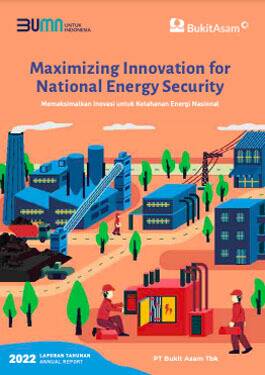 BUMN UNTUK INDONESIA
BukitAsam
Maximizing Innovation for
National Energy Security
Memaksimalkan Inovasi untuk Ketahanan Energi Nasional
2022 LAPORAN TAHUNAN
ANNUAL REPORT
PT Bukit Asam Tbk